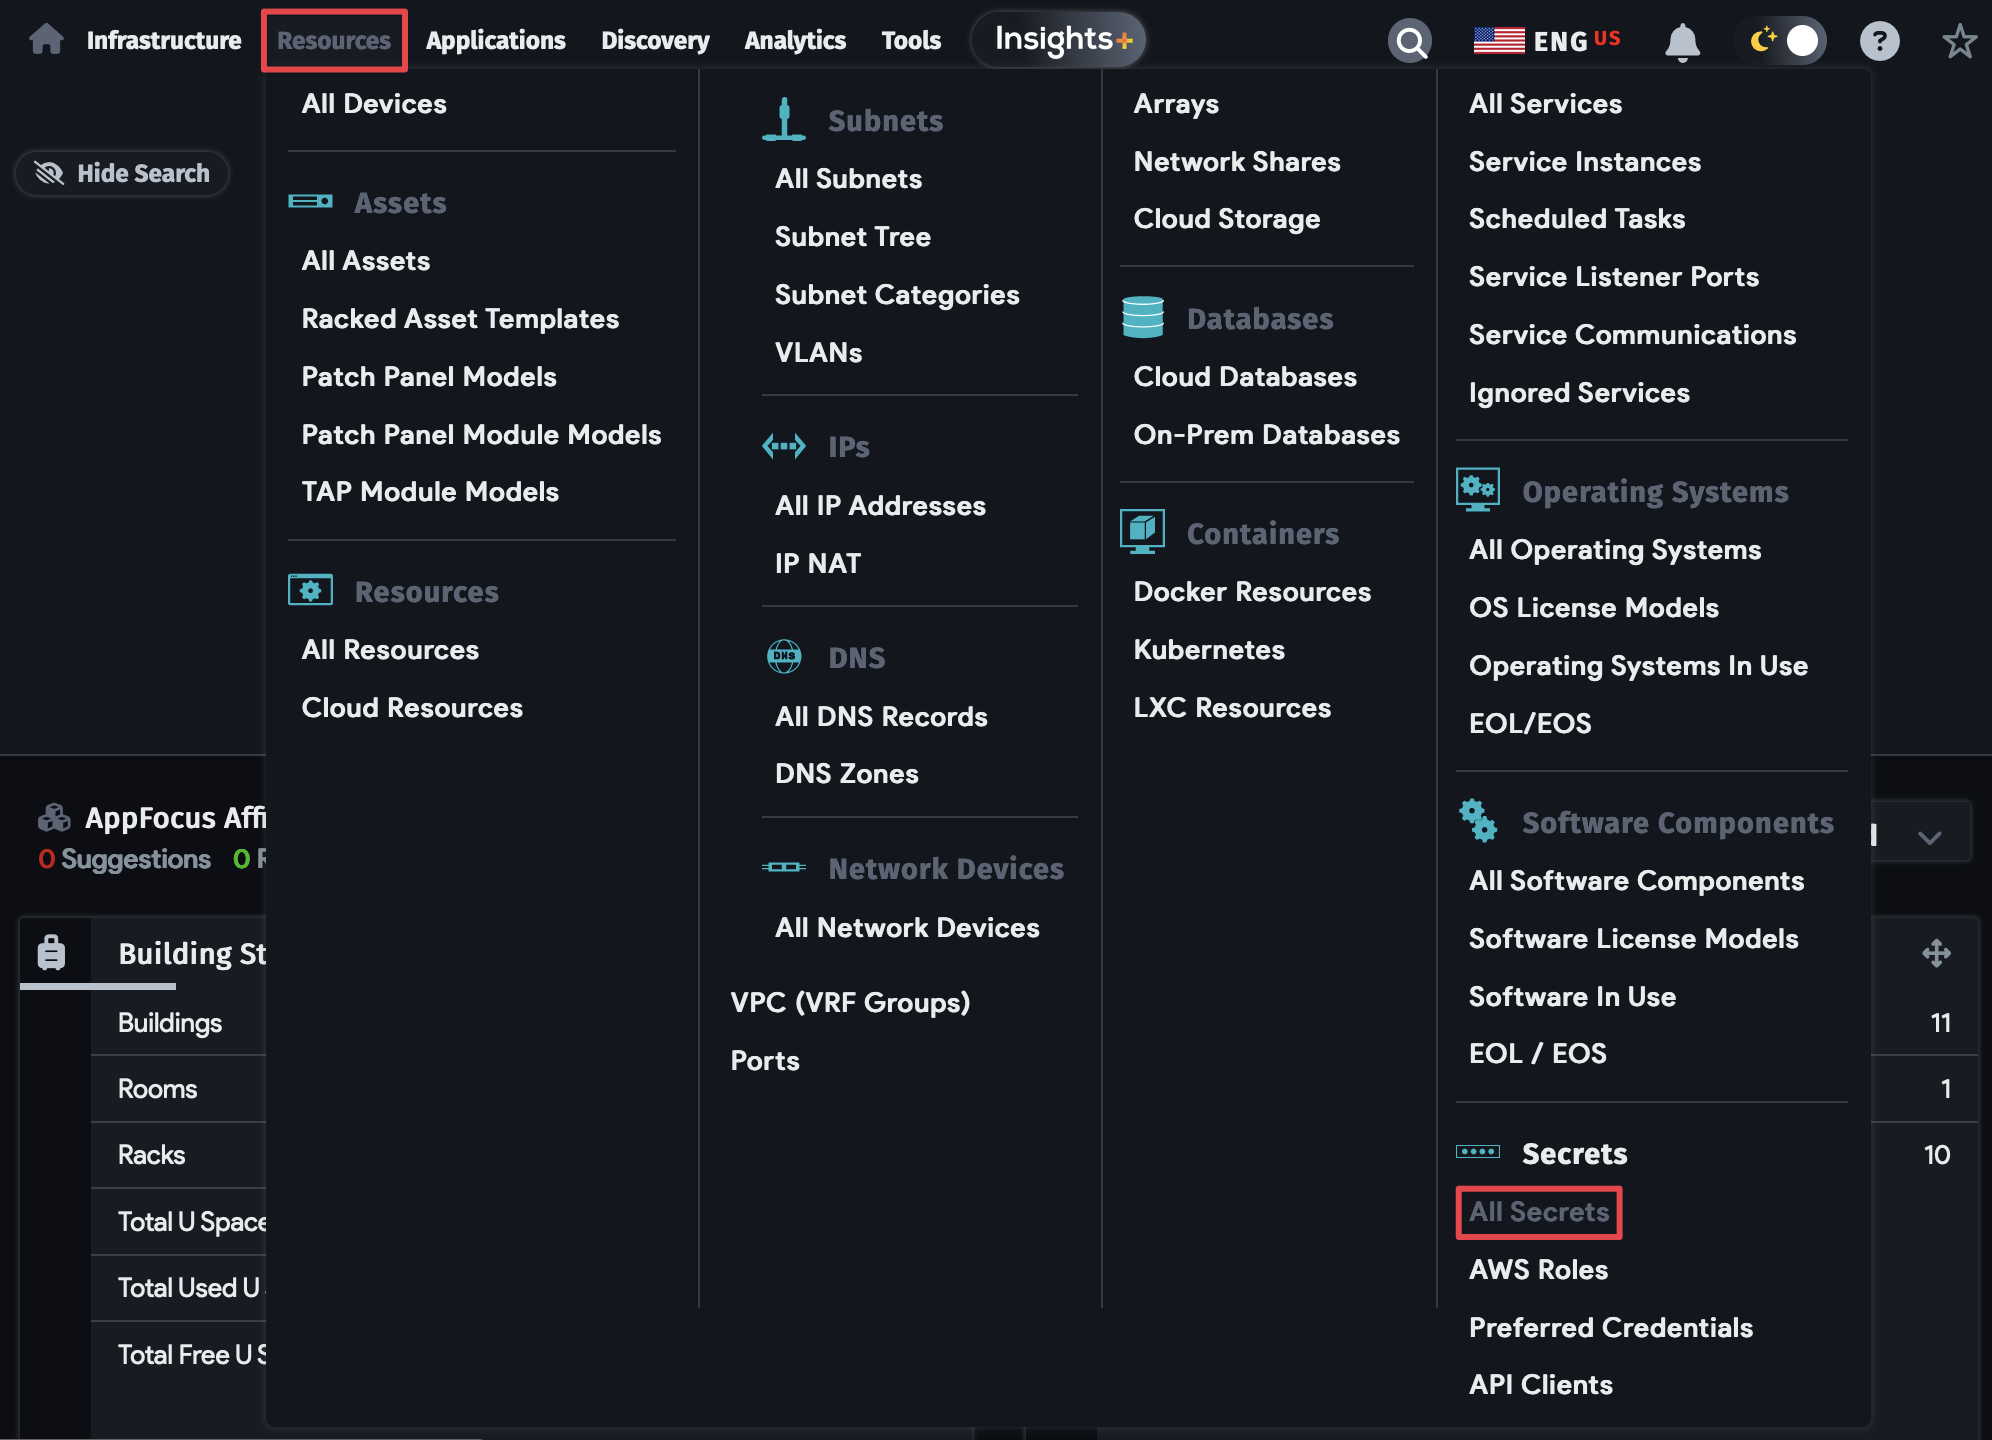 Infrastructure
Resources
Applications
Discovery
Analytics
Tools
Insights+
ENG US
?
Hide Search
All Devices
Assets
All Assets
Racked Asset Templates
Patch Panel Models
Patch Panel Module Models
TAP Module Models
Resources
All Resources
Cloud Resources
Subnets
All Subnets
Subnet Tree
Subnet Categories
VLANs
IPs
All IP Addresses
IP NAT
DNS
DNS
All DNS Records
DNS Zones
Network Devices
All Network Devices
VPC (VRF Groups)
Ports
Arrays
Network Shares
Cloud Storage
Databases
Cloud Databases
On-Prem Databases
Containers
Docker Resources
Kubernetes
LXC Resources
All Services
Service Instances
Scheduled Tasks
Service Listener Ports
Service Communications
Ignored Services
Operating Systems
All Operating Systems
OS License Models
Operating Systems In Use
EOL/EOS
Software Components
All Software Components
Software License Models
Software In Use
EOL / EOS
Secrets
All Secrets
AWS Roles
Preferred Credentials
API Clients
AppFocus Affi
0 Suggestions 0
Building St
Buildings 11
Rooms 1
Racks 10
Total U Space
Total Used U
Total Free U S